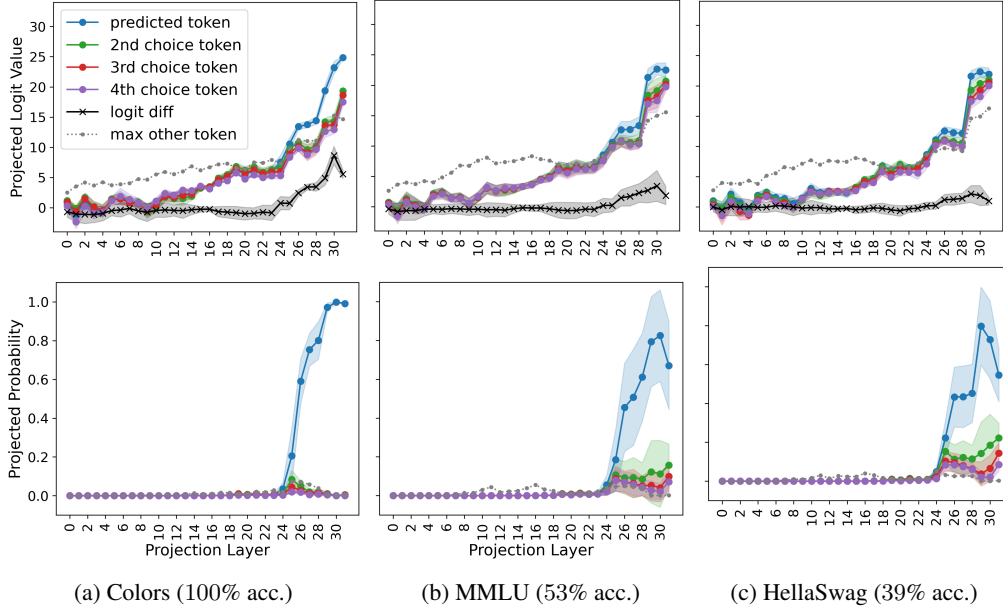 Projected Logit Value
30
25
20
15
10
5
0
predicted token
2nd choice token
3rd choice token
4th choice token
logit diff
max other token
0 2 4 6 8 10 12 14 16 18 20 22 24 26 28 30
0 2 4 6 8 10 12 14 16 18 20 22 24 26 28 30
0 2 4 6 8 10 12 14 16 18 20 22 24 26 28 30
Projected Probability
1.0
0.8
0.6
0.4
0.2
0.0
0 2 4 6 8 10 12 14 16 18 20 22 24 26 28 30
0 2 4 6 8 10 12 14 16 18 20 22 24 26 28 30
0 2 4 6 8 10 12 14 16 18 20 22 24 26 28 30
Projection Layer
Projection Layer
(a) Colors (100% acc.)
(b) MMLU (53% acc.)
(c) HellaSwag (39% acc.)